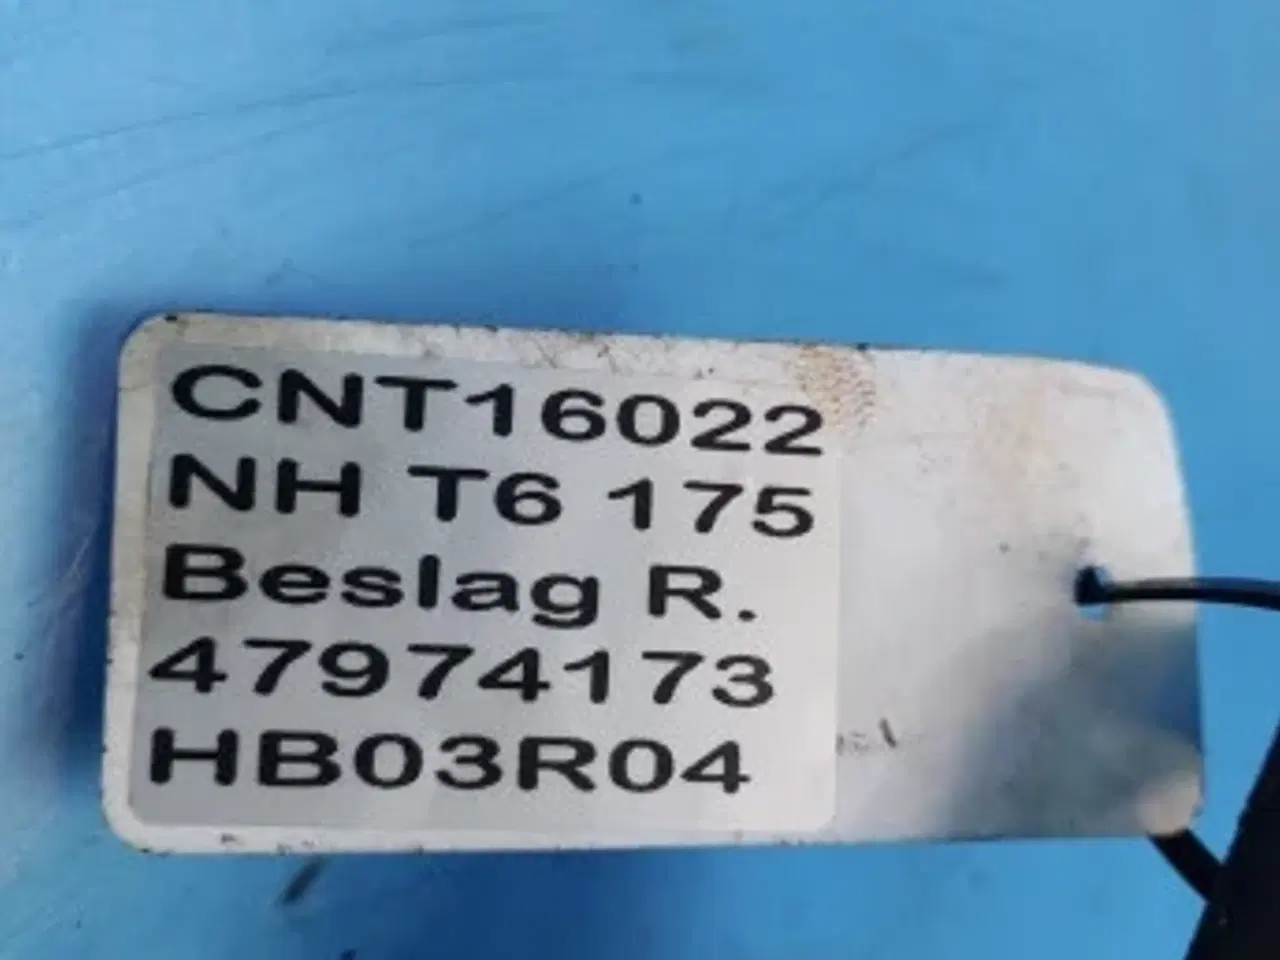 CNT16022
NH T6 175
Beslag R.
47974173
HB03R04